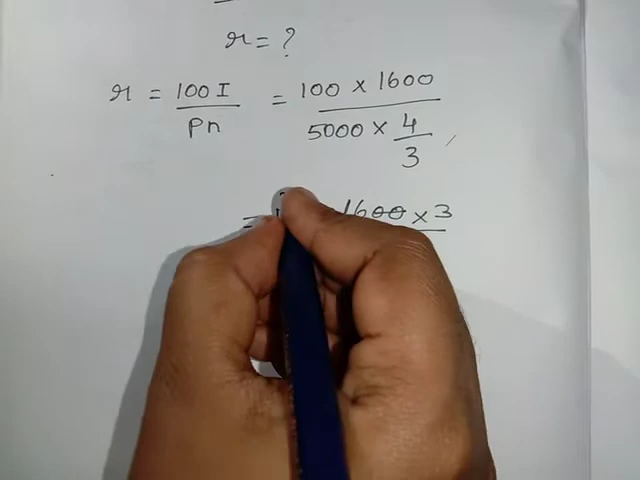 r = ?
r = 100 I / Pn = 100 × 1600 / 5000 × 4/3
= 1600 × 3